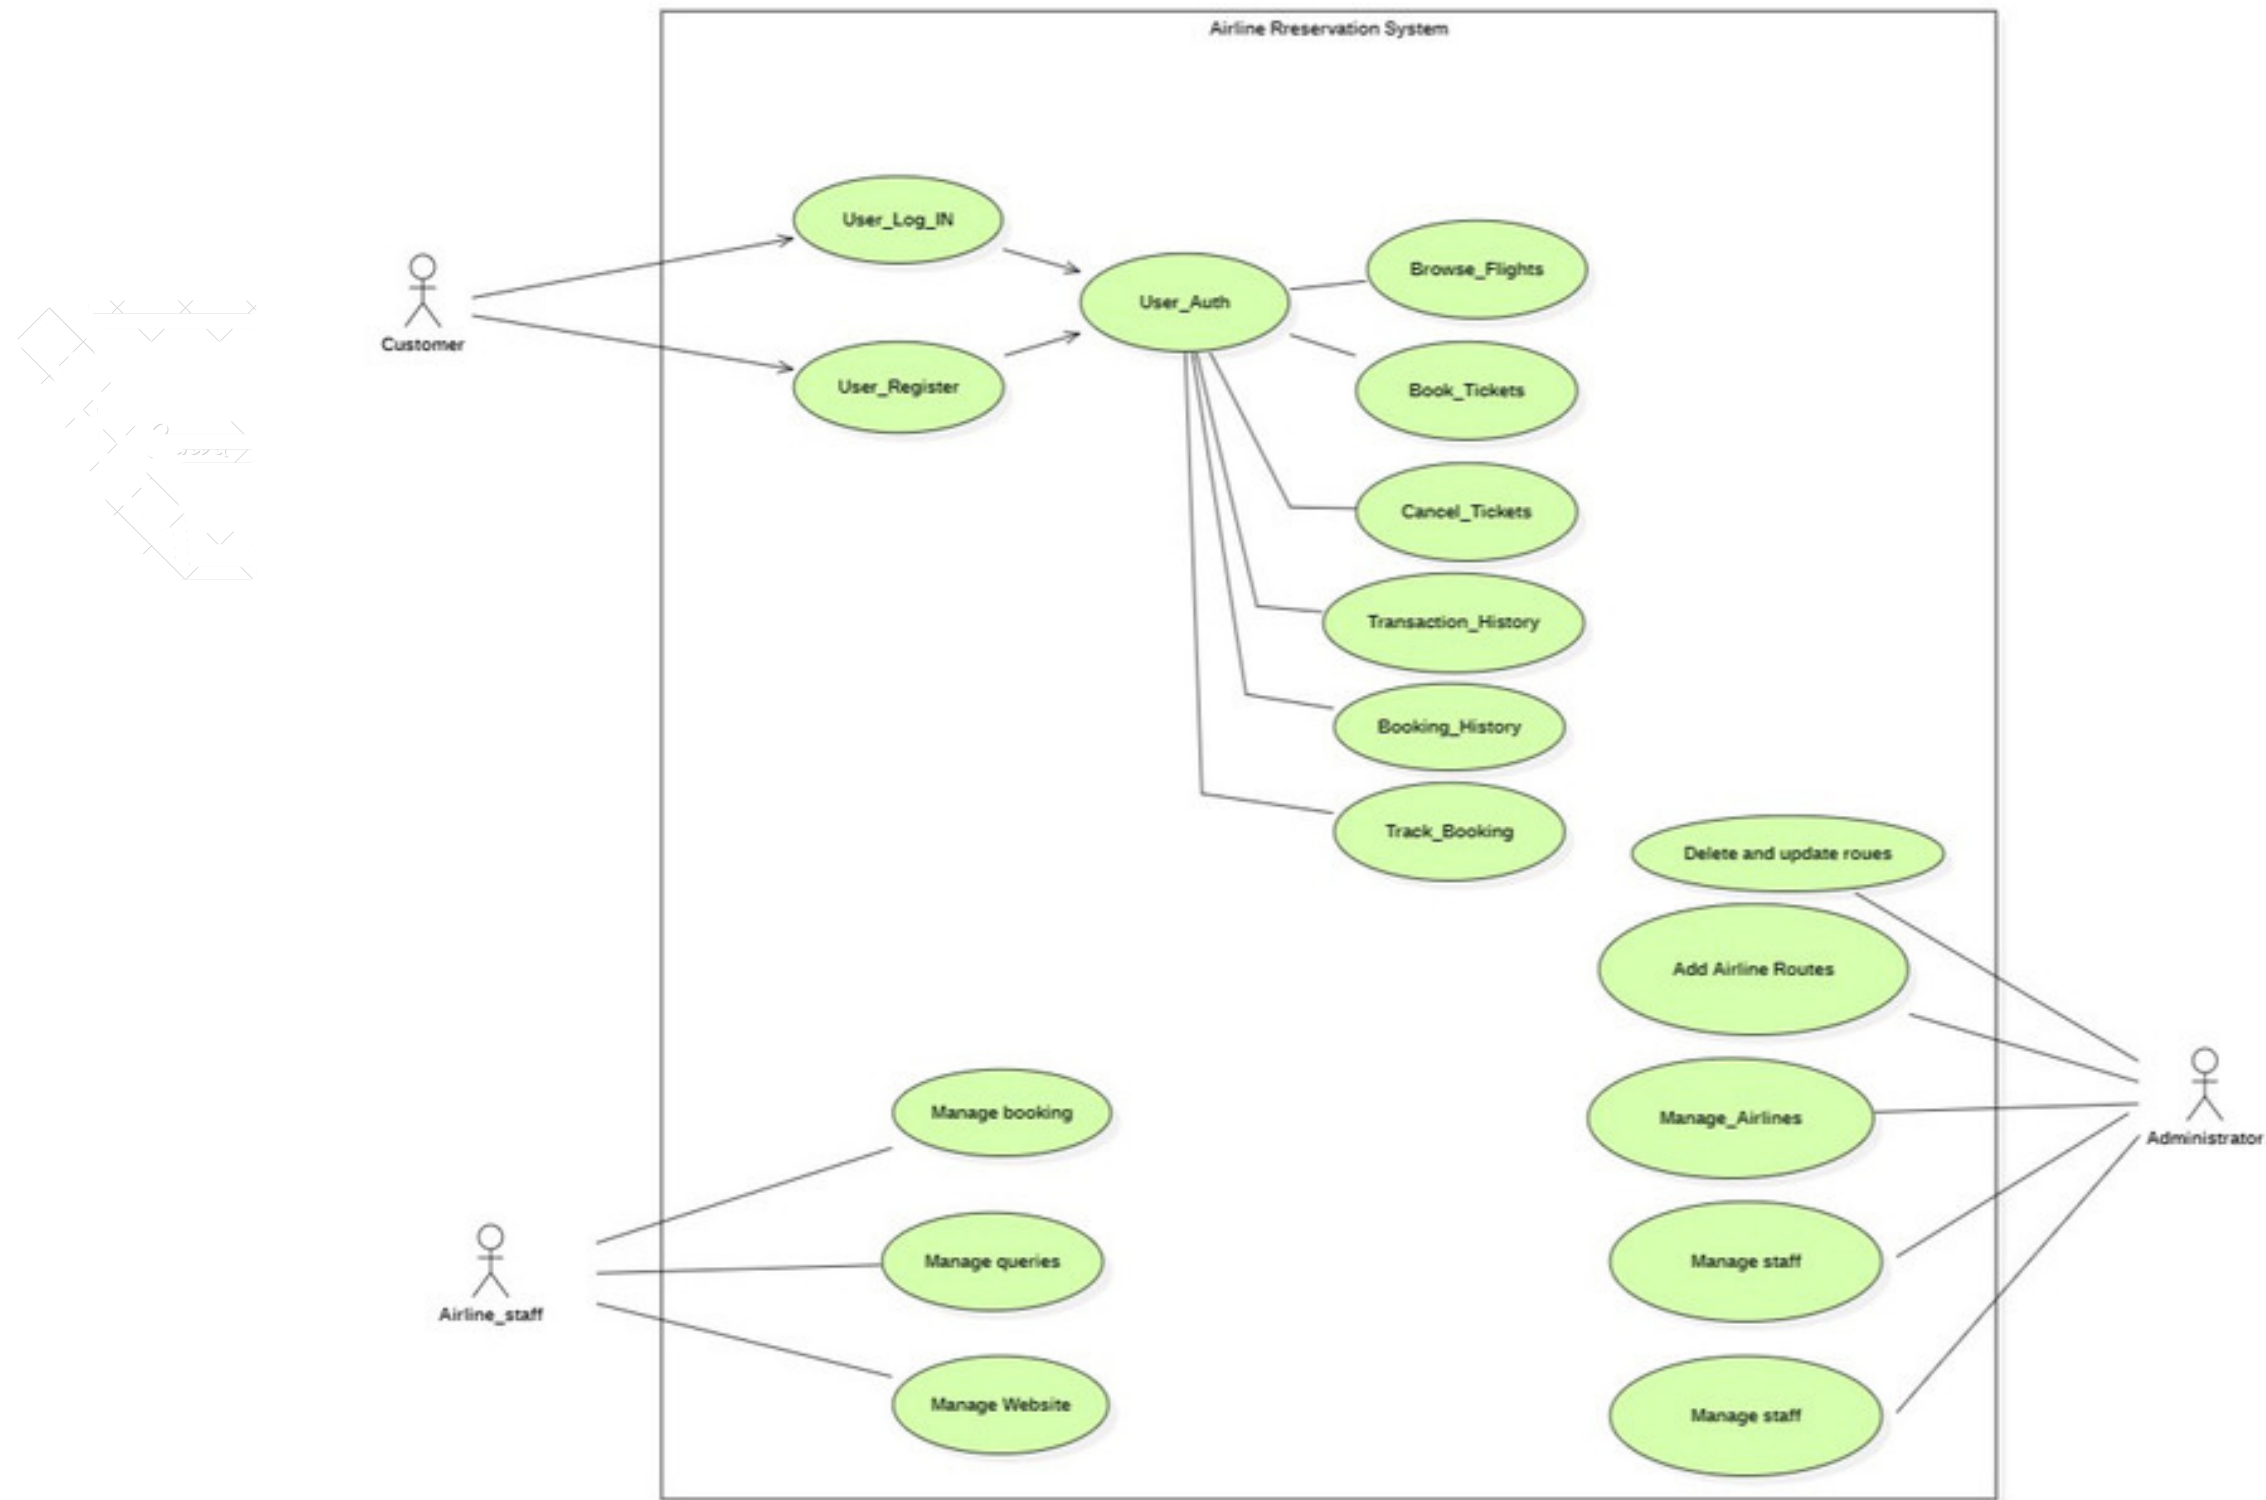 Airline Rreservation System
User_Log_IN
Browse_Flights
User_Auth
Customer
User_Register
Book_Tickets
Cancel_Tickets
Transaction_History
Booking_History
Track_Booking
Delete and update roues
Add Airline Routes
Manage booking
Manage_Airlines
Administrator
Manage queries
Manage staff
Airline_staff
Manage Website
Manage staff